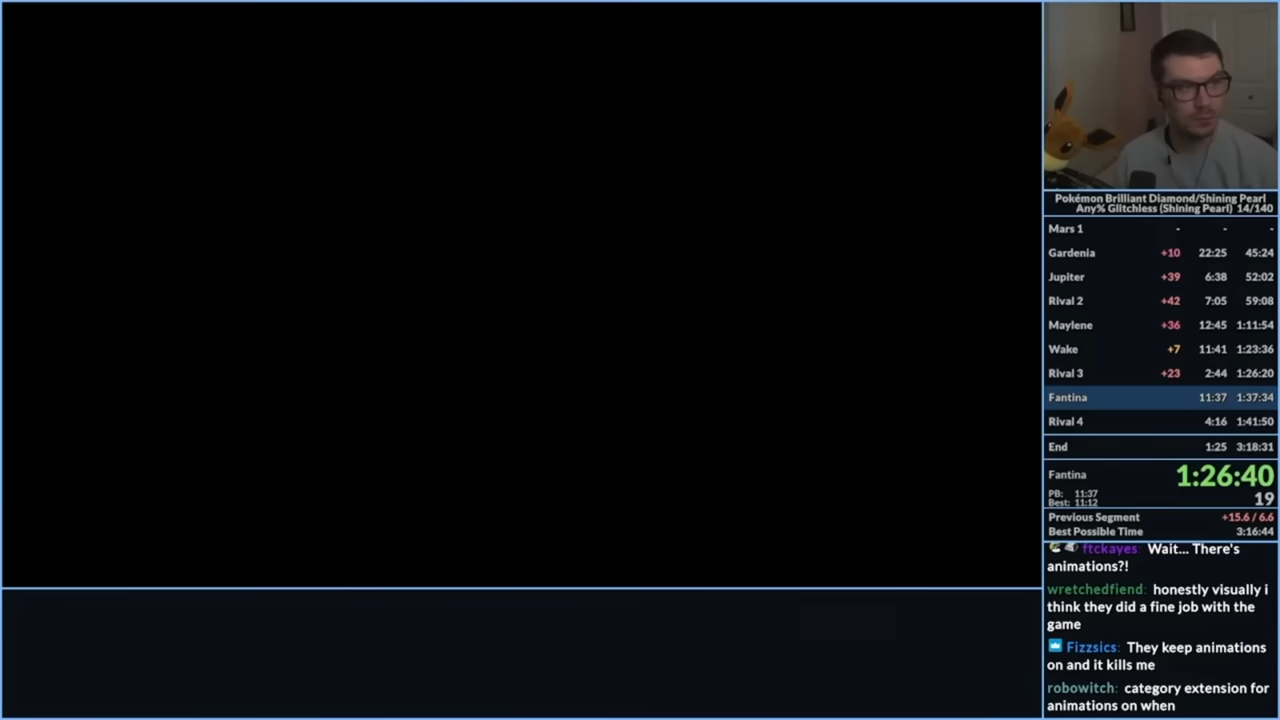 Pokémon Brilliant Diamond/Shining Pearl
Any% Glitchless (Shining Pearl) 14/140
Mars 1 - - -
Gardenia +10 22:25 45:24
Jupiter +39 6:38 52:02
Rival 2 +42 7:05 59:08
Maylene +36 12:45 1:11:54
Wake +7 11:41 1:23:36
Rival 3 +23 2:44 1:26:20
Fantina 11:37 1:37:34
Rival 4 4:16 1:41:50
End 1:25 3:18:31
Fantina 1:26:40
PB: 11:37
Best: 11:12 19
Previous Segment +15.6 / 6.6
Best Possible Time 3:16:44
ftckayes: Wait... There's
animations?!
wretchedfiend: honestly visually i
think they did a fine job with the
game
Fizzsics: They keep animations
on and it kills me
robowitch: category extension for
animations on when